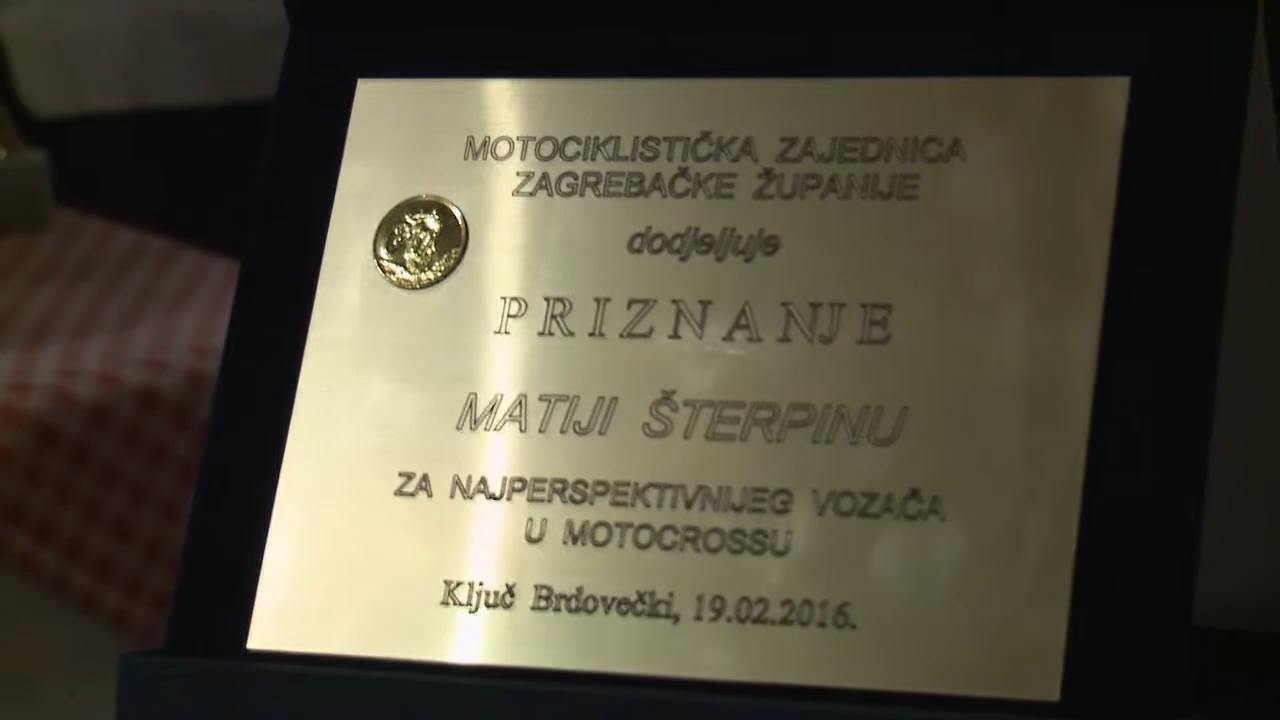 MOTOCIKLISTIČKA ZAJEDNICA
ZAGREBAČKE ŽUPANIJE
dodjeljuje
PRIZNANJE
MATIJI ŠTERPINU
ZA NAJPERSPEKTIVNIJEG VOZAČA
U MOTOCROSSU
Ključ Brdovečki, 19.02.2016.